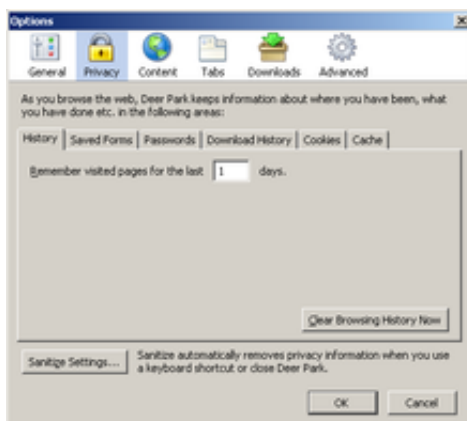 Options
General Privacy Content Tabs Downloads Advanced
As you browse the web, Deer Park keeps information about where you have been, what
you have done etc. in the following areas:
History Saved Forms Passwords Download History Cookies Cache
Remember visited pages for the last 1 days.
Clear Browsing History Now
Sanitize Settings... Sanitize automatically removes privacy information when you use
a keyboard shortcut or close Deer Park.
OK Cancel